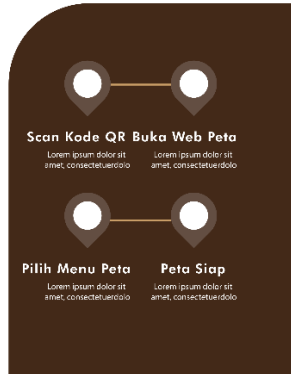 Scan Kode QR
Buka Web Peta
Lorem ipsum dolor sit
amet, consectetuerdolo
Lorem ipsum dolor sit
amet, consectetuerdolo
Pilih Menu Peta
Peta Siap
Lorem ipsum dolor sit
amet, consectetuerdolo
Lorem ipsum dolor sit
amet, consectetuerdolo